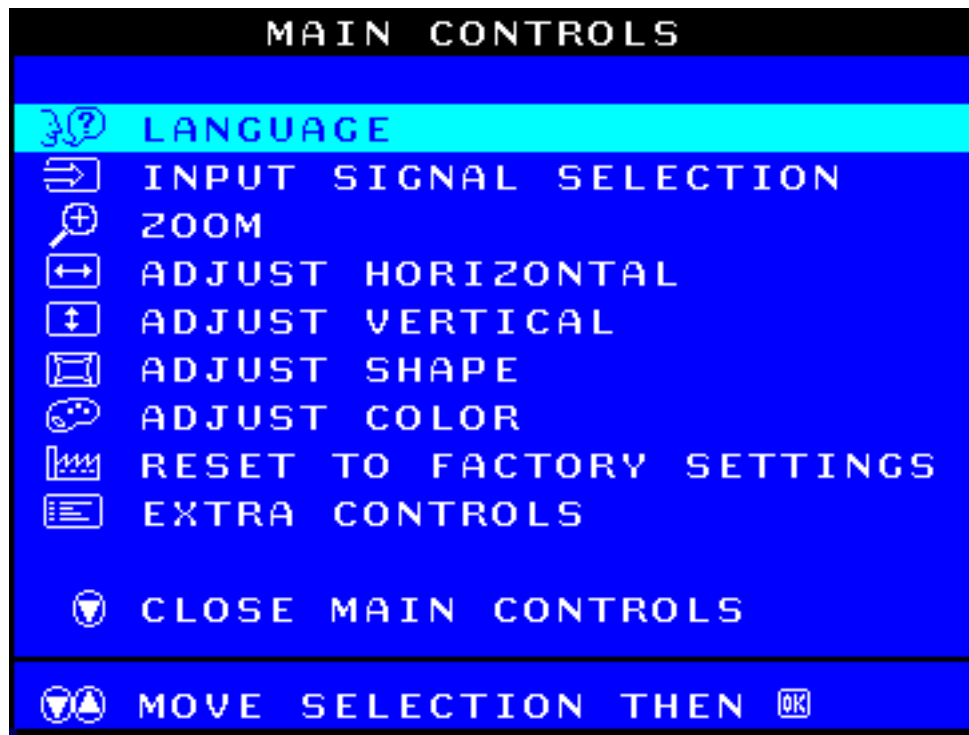 MAIN CONTROLS
LANGUAGE
INPUT SIGNAL SELECTION
ZOOM
ADJUST HORIZONTAL
ADJUST VERTICAL
ADJUST SHAPE
ADJUST COLOR
RESET TO FACTORY SETTINGS
EXTRA CONTROLS
CLOSE MAIN CONTROLS
MOVE SELECTION THEN OK